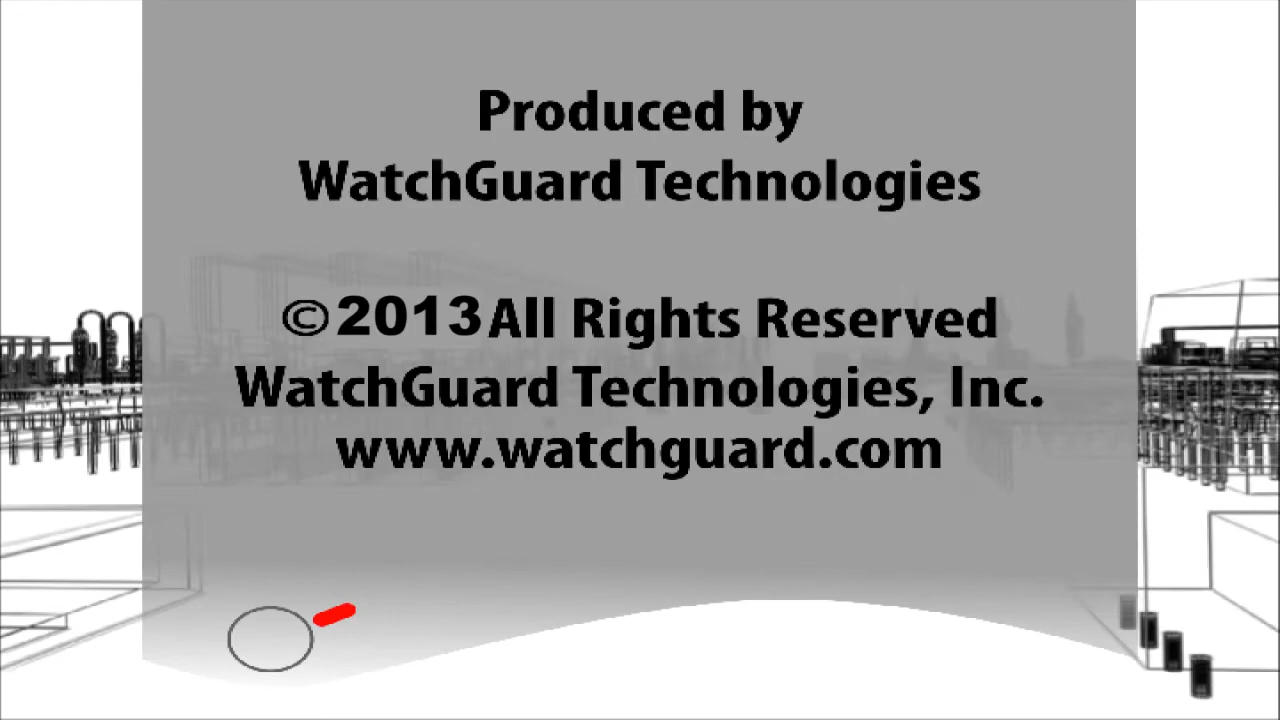 Produced by
WatchGuard Technologies
© 2013 All Rights Reserved
WatchGuard Technologies, Inc.
www.watchguard.com